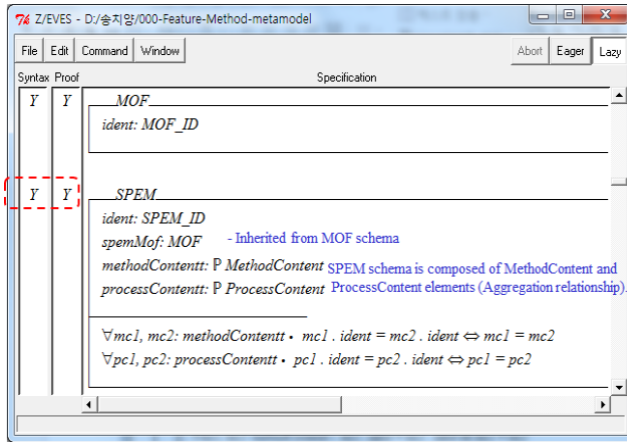 Z/EVES - D:/송지양/000-Feature-Method-metamodel
File Edit Command Window Abort Eager Lazy
Syntax Proof Specification
Y Y MOF
ident: MOF_ID
Y Y SPEM
ident: SPEM_ID
spemMof: MOF - Inherited from MOF schema
methodContentt: ℙ MethodContent SPEM schema is composed of MethodContent and
processContentt: ℙ ProcessContent ProcessContent elements (Aggregation relationship).
∀mc1, mc2: methodContentt • mc1 . ident = mc2 . ident ⇔ mc1 = mc2
∀pc1, pc2: processContentt • pc1 . ident = pc2 . ident ⇔ pc1 = pc2